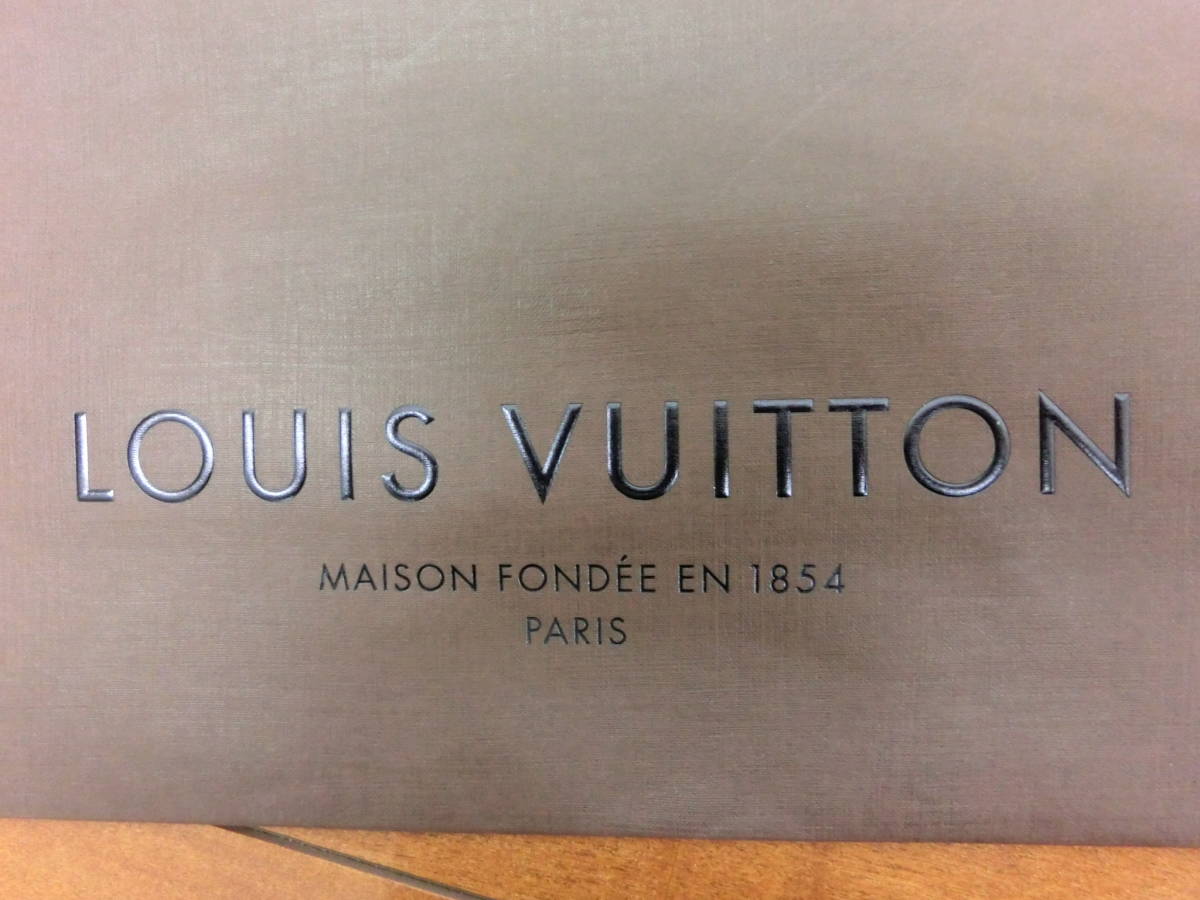 LOUIS VUITTON
MAISON FONDÉE EN 1854
PARIS